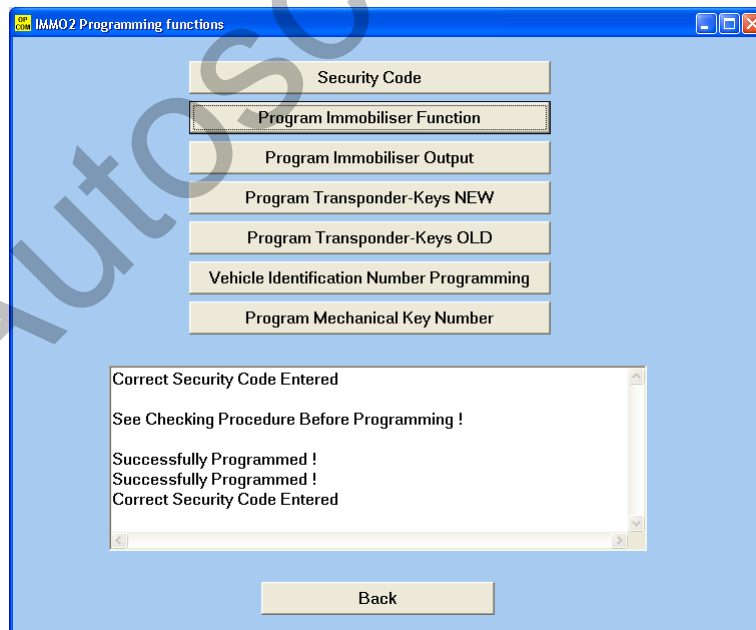 OP COM IMMO2 Programming functions
Security Code
Program Immobiliser Function
Program Immobiliser Output
Program Transponder-Keys NEW
Program Transponder-Keys OLD
Vehicle Identification Number Programming
Program Mechanical Key Number
Correct Security Code Entered
See Checking Procedure Before Programming !
Successfully Programmed !
Successfully Programmed !
Correct Security Code Entered
Back